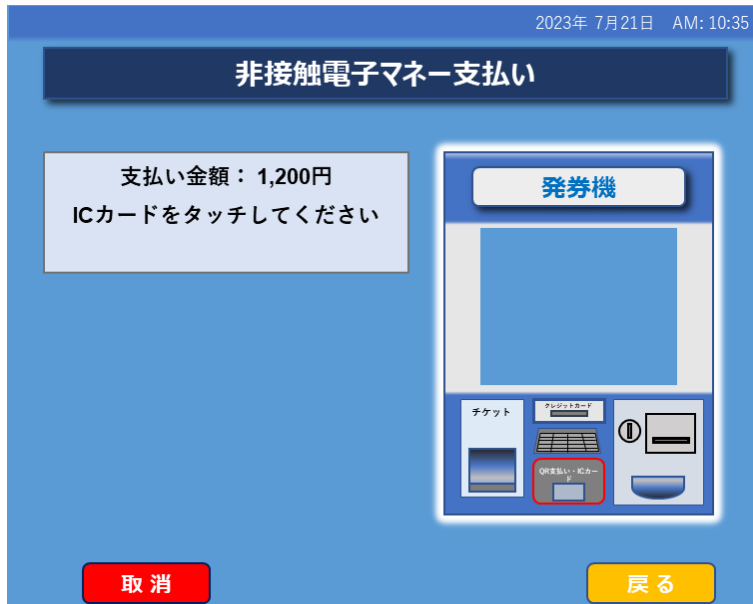 2023年 7月21日 AM: 10:35
非接触電子マネー支払い
支払い金額： 1,200円
ICカードをタッチしてください
発券機
チケット
クレジットカード
QR支払い・ICカー
ド
取 消
戻 る